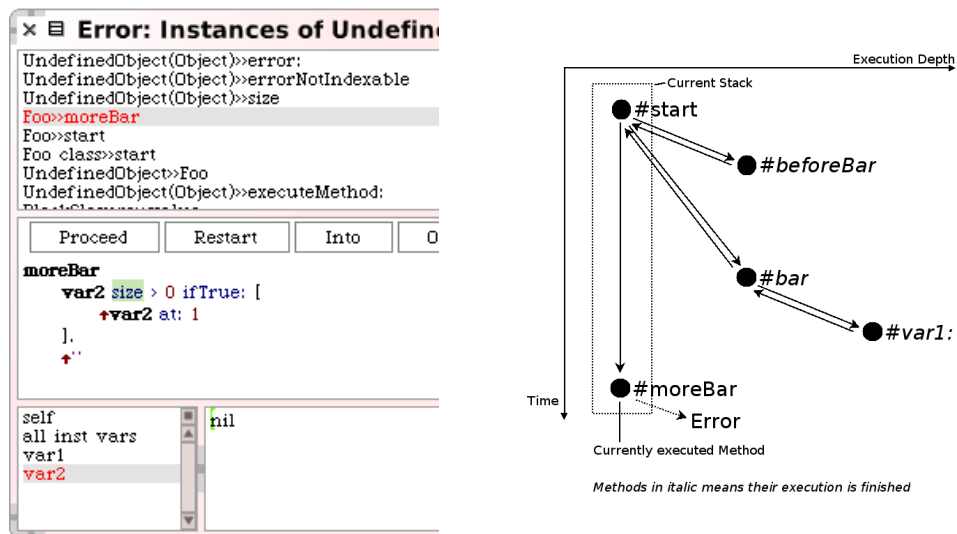 Error: Instances of Undefin
UndefinedObject(Object)>>error:
UndefinedObject(Object)>>errorNotIndexable
UndefinedObject(Object)>>size
Foo>>moreBar
Foo>>start
Foo class>>start
UndefinedObject>>Foo
UndefinedObject(Object)>>executeMethod:
Proceed
Restart
Into
O
moreBar
var2 size > 0 ifTrue: [
↑var2 at: 1
].
↑''
self
all inst vars
var1
var2
nil
Execution Depth
Current Stack
#start
#beforeBar
#bar
#var1:
#moreBar
Time
Error
Currently executed Method
Methods in italic means their execution is finished